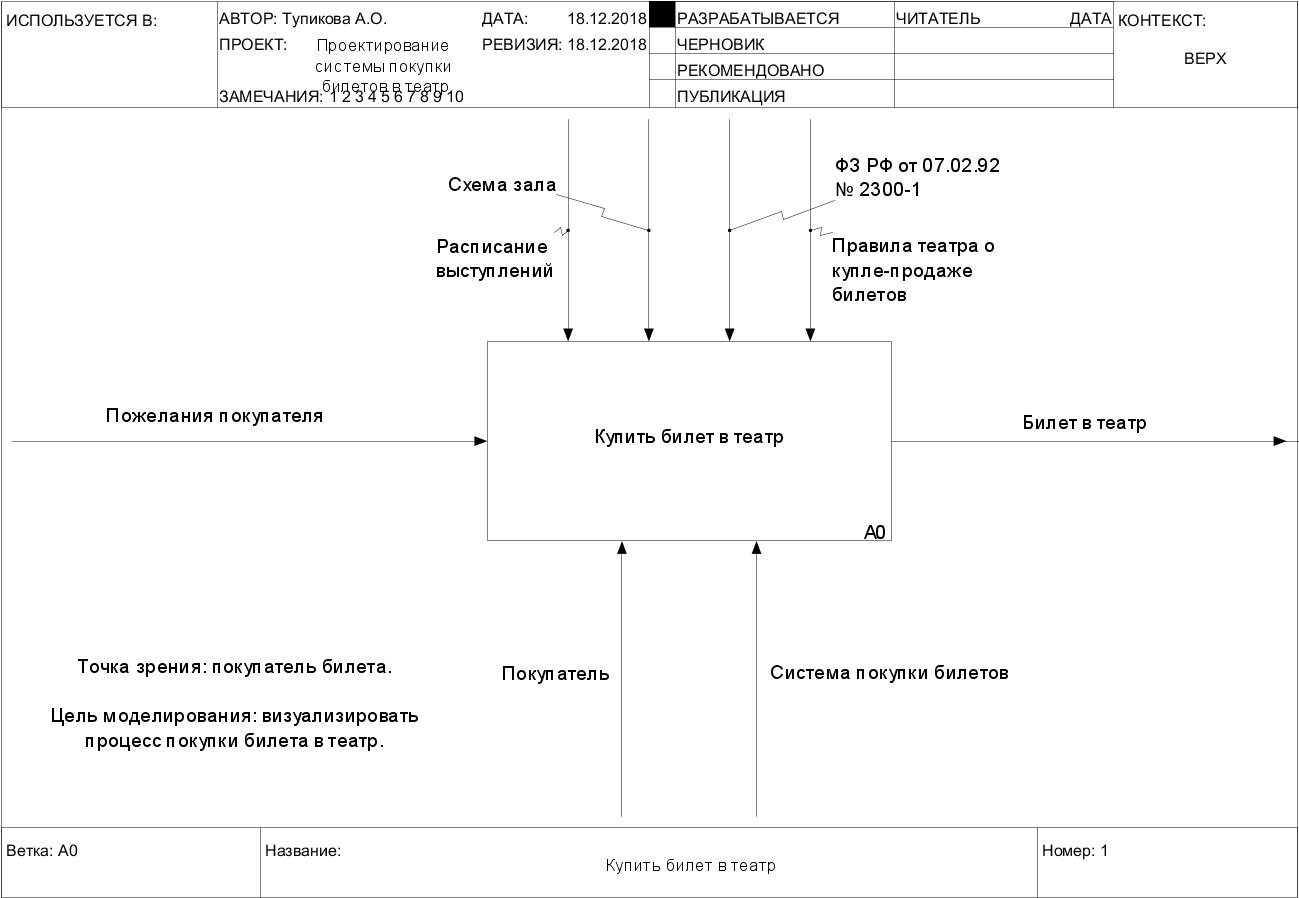 ИСПОЛЬЗУЕТСЯ В:
АВТОР: Тупикова А.О.
ДАТА: 18.12.2018
ПРОЕКТ: Проектирование
системы покупки
билетов в театр
РЕВИЗИЯ: 18.12.2018
ЗАМЕЧАНИЯ: 1 2 3 4 5 6 7 8 9 10
РАЗРАБАТЫВАЕТСЯ
ЧЕРНОВИК
РЕКОМЕНДОВАНО
ПУБЛИКАЦИЯ
ЧИТАТЕЛЬ ДАТА
КОНТЕКСТ:
ВЕРХ
Схема зала
Расписание
выступлений
ФЗ РФ от 07.02.92
№ 2300-1
Правила театра о
купле-продаже
билетов
Пожелания покупателя
Купить билет в театр
A0
Билет в театр
Покупатель
Система покупки билетов
Точка зрения: покупатель билета.
Цель моделирования: визуализировать
процесс покупки билета в театр.
Ветка: A0
Название:
Купить билет в театр
Номер: 1